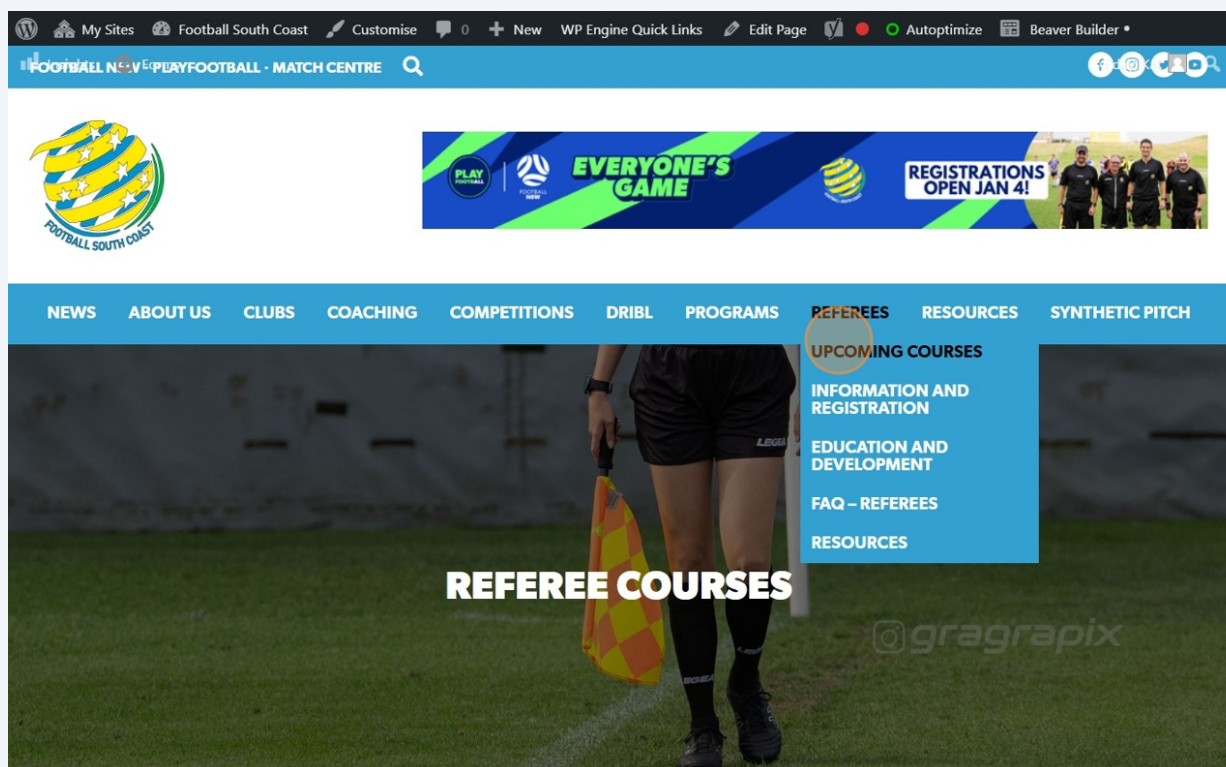 My Sites Football South Coast Customise 0 New WP Engine Quick Links Edit Page Autoptimize Beaver Builder
FOOTBALL NSW · PLAYFOOTBALL · MATCH CENTRE
FOOTBALL SOUTH COAST
PLAY FOOTBALL
FOOTBALL NSW
EVERYONE'S
GAME
REGISTRATIONS
OPEN JAN 4!
NEWS ABOUT US CLUBS COACHING COMPETITIONS DRIBL PROGRAMS REFEREES RESOURCES SYNTHETIC PITCH
UPCOMING COURSES
INFORMATION AND
REGISTRATION
EDUCATION AND
DEVELOPMENT
FAQ – REFEREES
RESOURCES
LEGEA
REFEREE COURSES
gragrapix
LEGEA